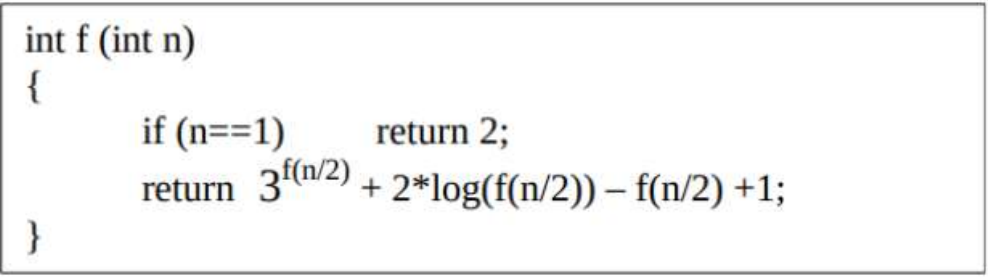 int f (int n)
{
if (n==1) return 2;
return 3^f(n/2) + 2*log(f(n/2)) – f(n/2) +1;
}